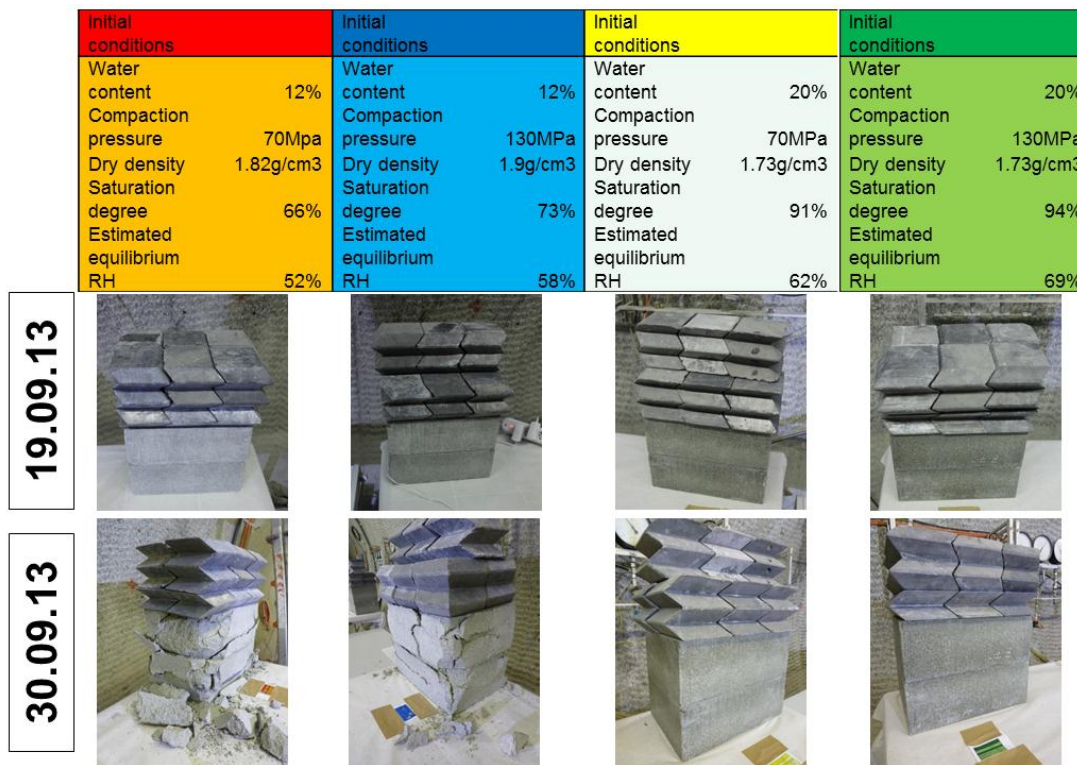 Initial
conditions
Water
content 12%
Compaction
pressure 70Mpa
Dry density 1.82g/cm3
Saturation
degree 66%
Estimated
equilibrium
RH 52%
Initial
conditions
Water
content 12%
Compaction
pressure 130MPa
Dry density 1.9g/cm3
Saturation
degree 73%
Estimated
equilibrium
RH 58%
Initial
conditions
Water
content 20%
Compaction
pressure 70MPa
Dry density 1.73g/cm3
Saturation
degree 91%
Estimated
equilibrium
RH 62%
Initial
conditions
Water
content 20%
Compaction
pressure 130MPa
Dry density 1.73g/cm3
Saturation
degree 94%
Estimated
equilibrium
RH 69%
19.09.13
30.09.13